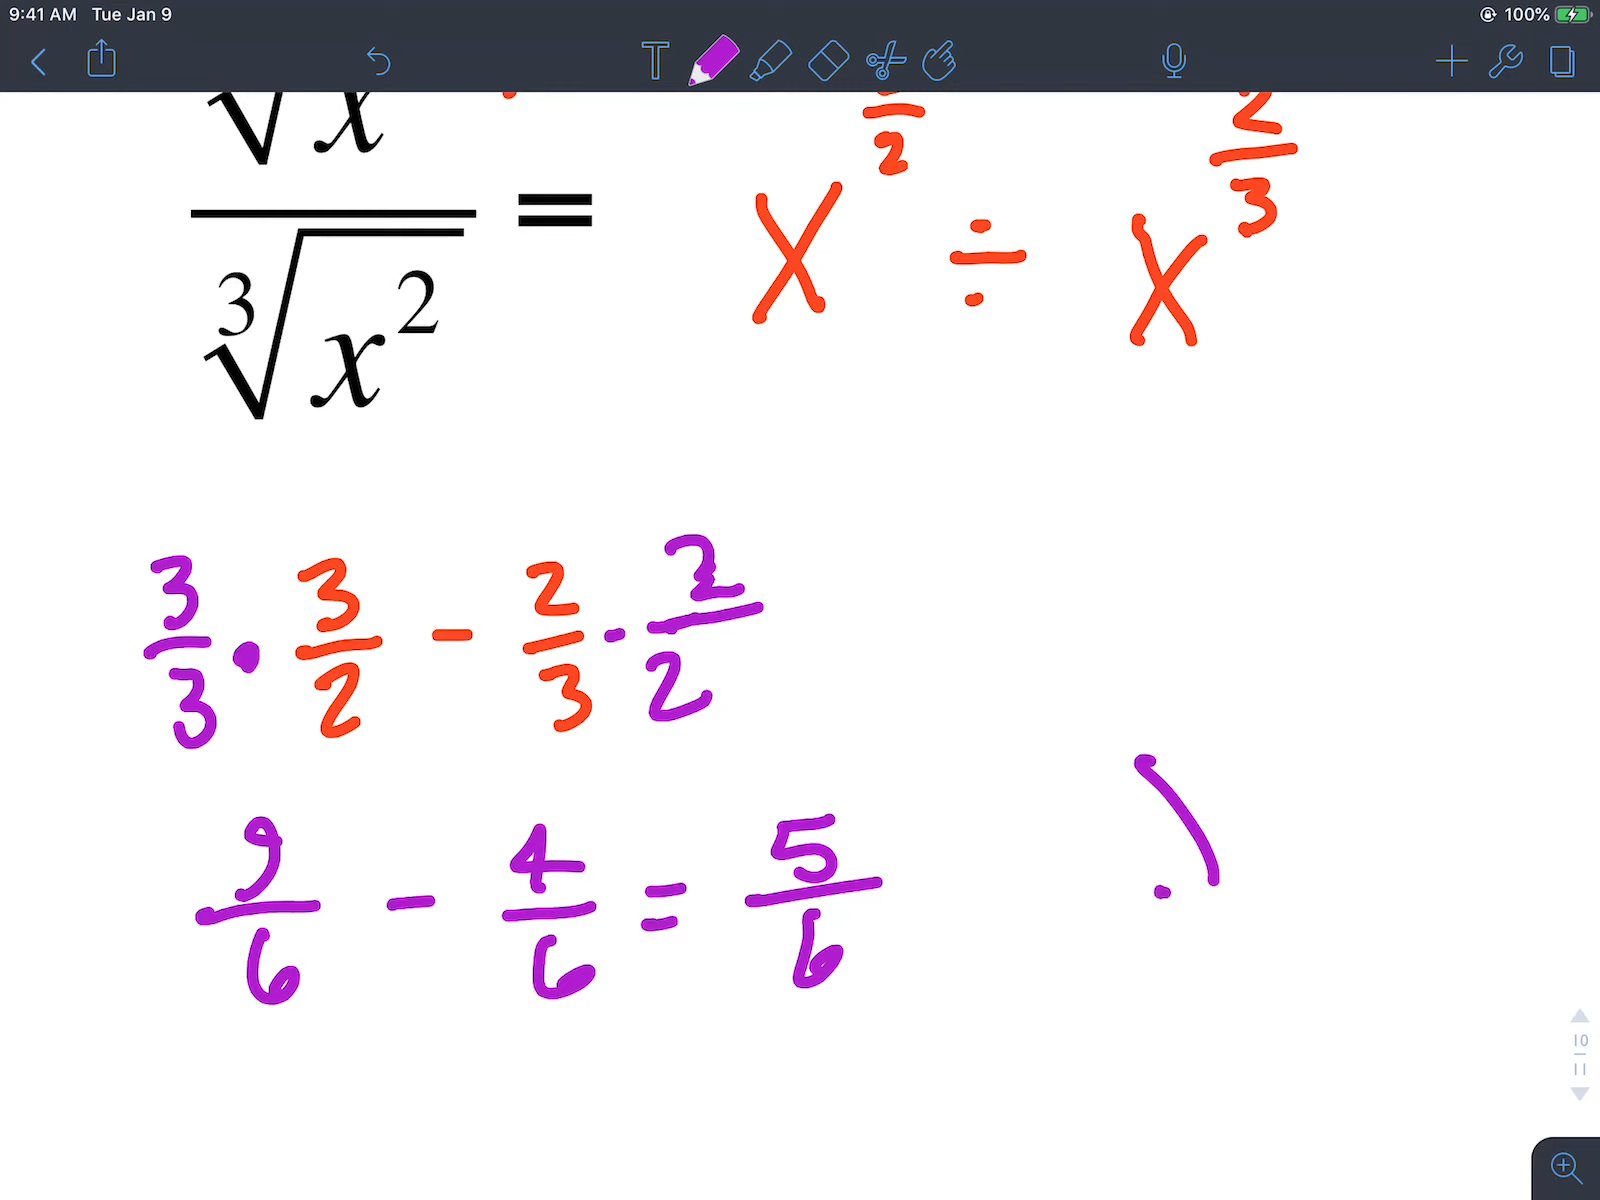 9:41 AM Tue Jan 9 100%
T
√x
/2 2/3
――― = x ÷ x
∛x²
3/3 · 3/2 - 2/3 · 2/2
9/6 - 4/6 = 5/6
10
11